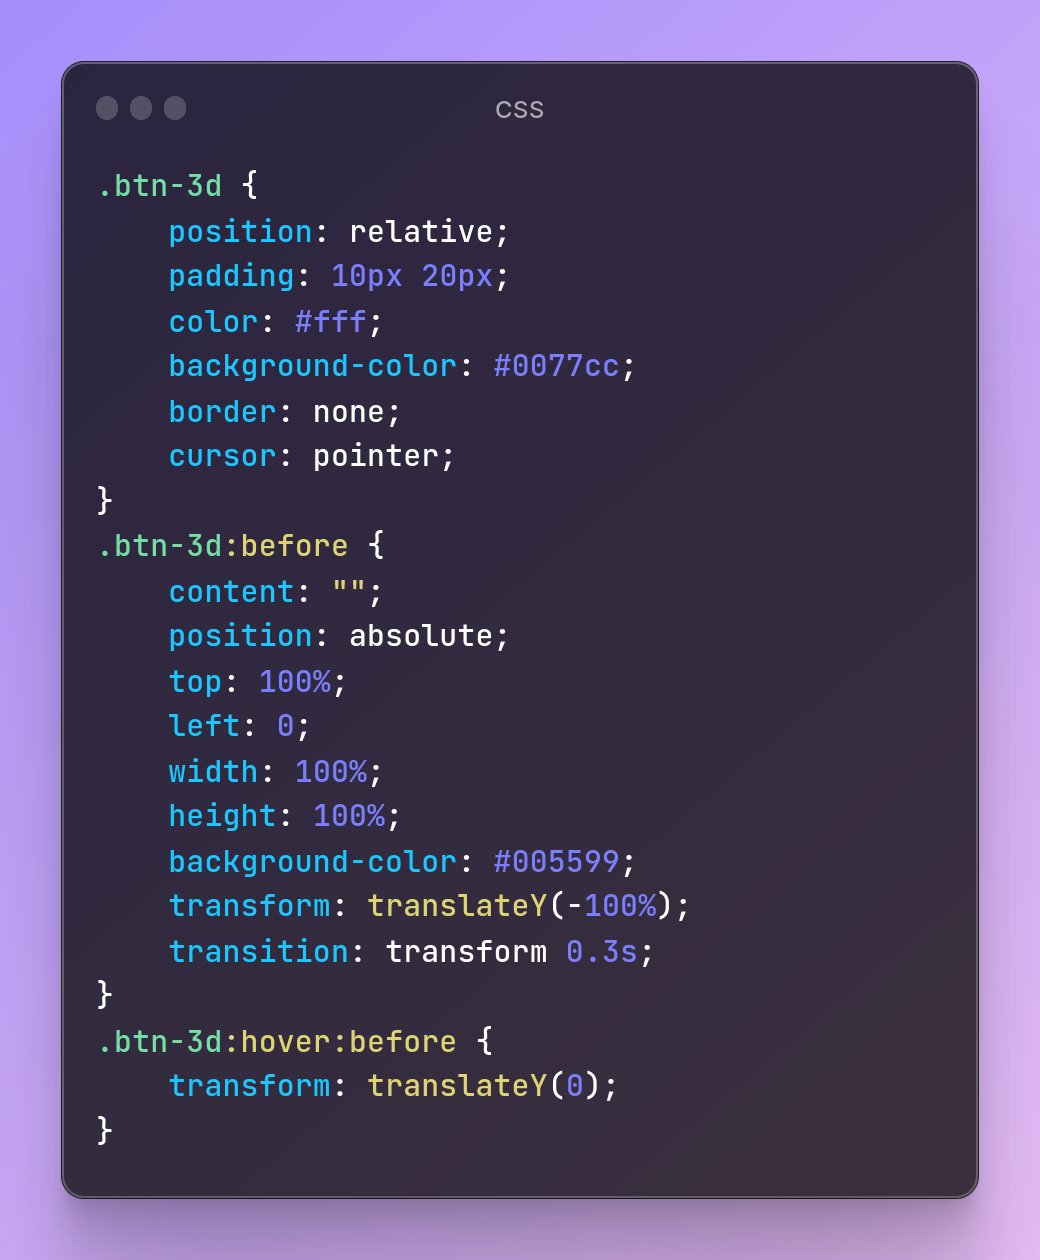 CSS
.btn-3d {
    position: relative;
    padding: 10px 20px;
    color: #fff;
    background-color: #0077cc;
    border: none;
    cursor: pointer;
}
.btn-3d:before {
    content: "";
    position: absolute;
    top: 100%;
    left: 0;
    width: 100%;
    height: 100%;
    background-color: #005599;
    transform: translateY(-100%);
    transition: transform 0.3s;
}
.btn-3d:hover:before {
    transform: translateY(0);
}